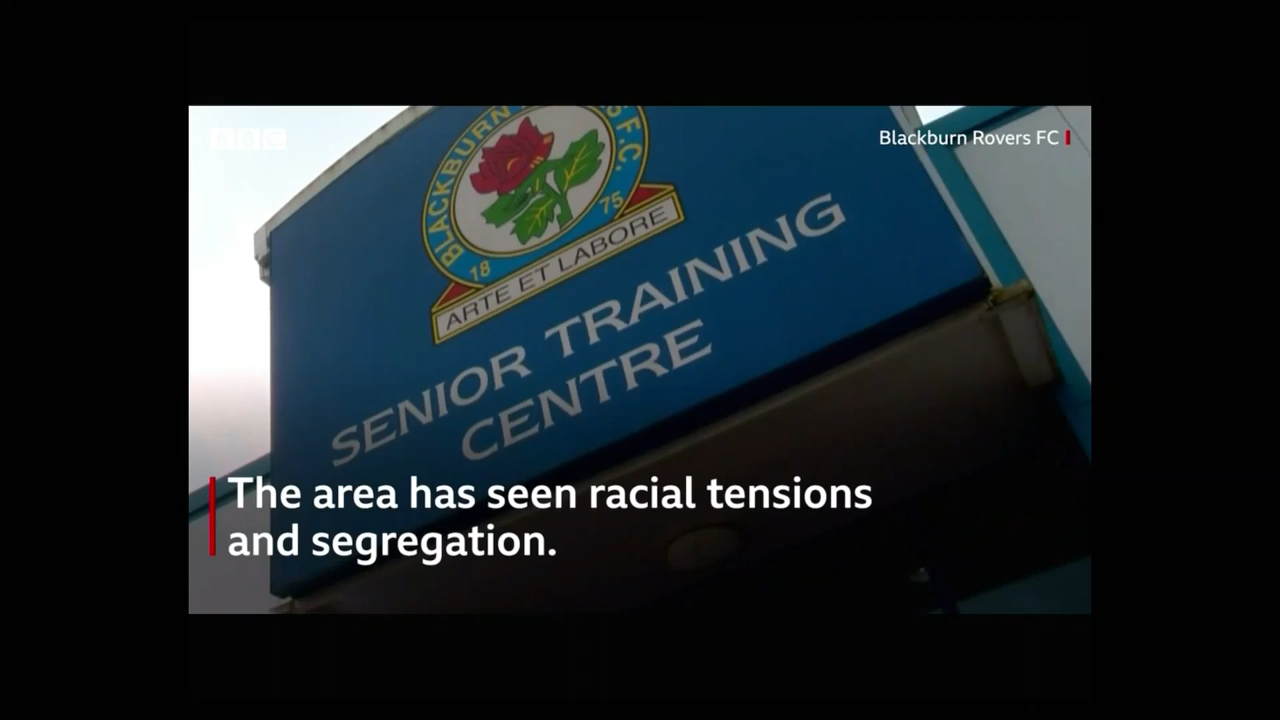 BBC
Blackburn Rovers FC
BLACKBURN
F.C.
18
75
ARTE ET LABORE
SENIOR TRAINING
CENTRE
The area has seen racial tensions
and segregation.